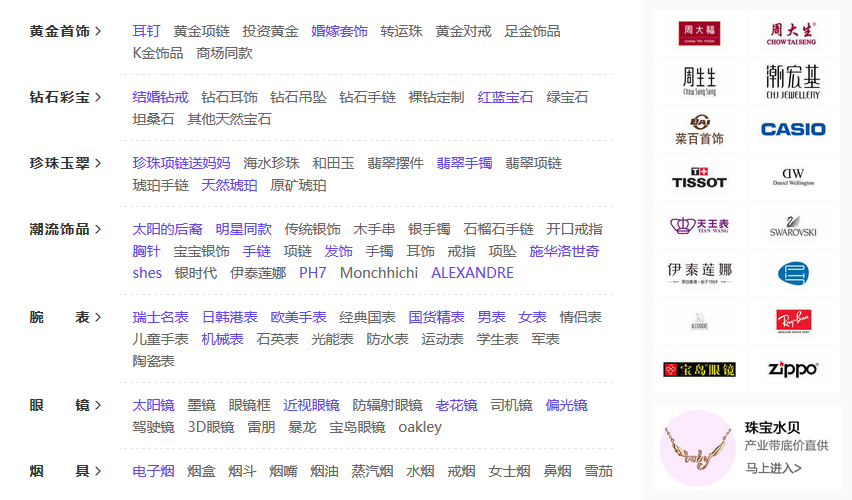 黄金首饰 > 耳钉 黄金项链 投资黄金 婚嫁套饰 转运珠 黄金对戒 足金饰品
K金饰品 商场同款
钻石彩宝 > 结婚钻戒 钻石耳饰 钻石吊坠 钻石手链 裸钻定制 红蓝宝石 绿宝石
坦桑石 其他天然宝石
珍珠玉翠 > 珍珠项链送妈妈 海水珍珠 和田玉 翡翠摆件 翡翠手镯 翡翠项链
琥珀手链 天然琥珀 原矿琥珀
潮流饰品 > 太阳的后裔 明星同款 传统银饰 木手串 银手镯 石榴石手链 开口戒指
胸针 宝宝银饰 手链 项链 发饰 手镯 耳饰 戒指 项坠 施华洛世奇
shes 银时代 伊泰莲娜 PH7 Monchhichi ALEXANDRE
腕 表 > 瑞士名表 日韩港表 欧美手表 经典国表 国货精表 男表 女表 情侣表
儿童手表 机械表 石英表 光能表 防水表 运动表 学生表 军表
陶瓷表
眼 镜 > 太阳镜 墨镜 眼镜框 近视眼镜 防辐射眼镜 老花镜 司机镜 偏光镜
驾驶镜 3D眼镜 雷朋 暴龙 宝岛眼镜 oakley
烟 具 > 电子烟 烟盒 烟斗 烟嘴 烟油 蒸汽烟 水烟 戒烟 女士烟 鼻烟 雪茄
周大福
CHOW TAI FOOK
周大生
CHOW TAI SENG
周生生
Chow Sang Sang
潮宏基
CHJ JEWELLERY
菜百首饰
CASIO
TISSOT
DW
Daniel Wellington
天王表
TIAN WANG
SWAROVSKI
伊泰莲娜
ALEXANDRE
Ray-Ban
宝岛眼镜
Zippo
珠宝水贝
产业带底价直供
马上进入>